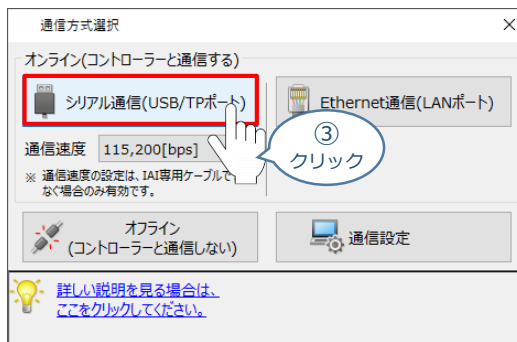 通信方式選択
オンライン(コントローラーと通信する)
シリアル通信(USB/TPポート)
Ethernet通信(LANポート)
③
クリック
通信速度 115,200[bps]
※ 通信速度の設定は、IAI専用ケーブルで
なぐ場合のみ有効です。
オフライン
(コントローラーと通信しない)
通信設定
詳しい説明を見る場合は、
ここをクリックしてください。